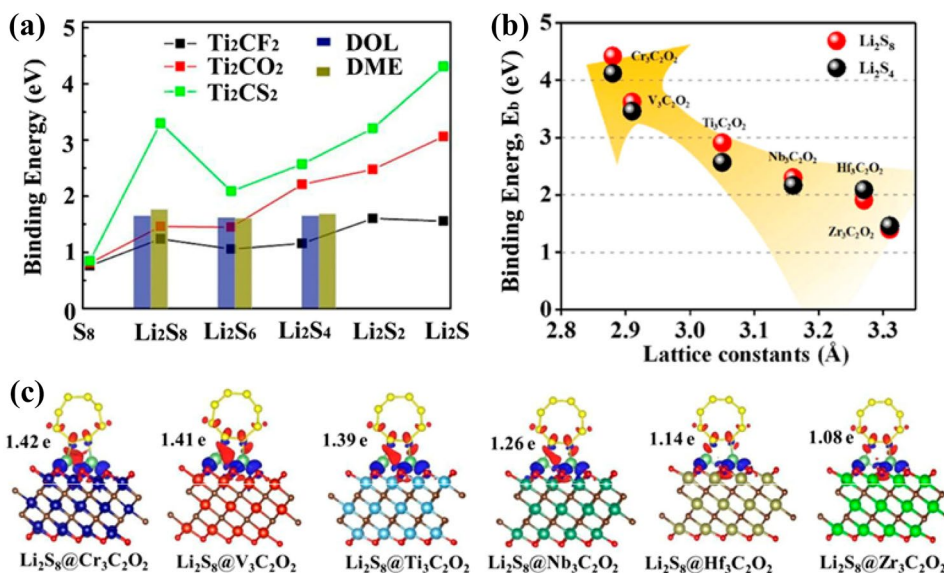 (a)
Binding Energy (eV)
5
4
3
2
1
0
Ti₂CF₂
Ti₂CO₂
Ti₂CS₂
DOL
DME
S₈ Li₂S₈ Li₂S₆ Li₂S₄ Li₂S₂ Li₂S
(b)
Binding Energ, E_b (eV)
5
4
3
2
1
0
Li₂S₈
Li₂S₄
Cr₃C₂O₂
V₃C₂O₂
Ti₃C₂O₂
Nb₃C₂O₂
Hf₃C₂O₂
Zr₃C₂O₂
2.8 2.9 3.0 3.1 3.2 3.3
Lattice constants (Å)
(c)
1.42 e 1.41 e 1.39 e 1.26 e 1.14 e 1.08 e
Li₂S₈@Cr₃C₂O₂ Li₂S₈@V₃C₂O₂ Li₂S₈@Ti₃C₂O₂ Li₂S₈@Nb₃C₂O₂ Li₂S₈@Hf₃C₂O₂ Li₂S₈@Zr₃C₂O₂